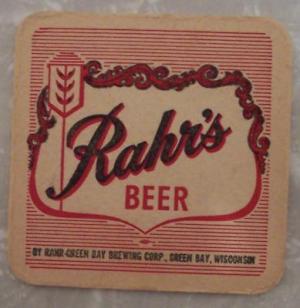 Rahr's
BEER
BY RAHR-GREEN BAY BREWING CORP., GREEN BAY, WISCONSIN